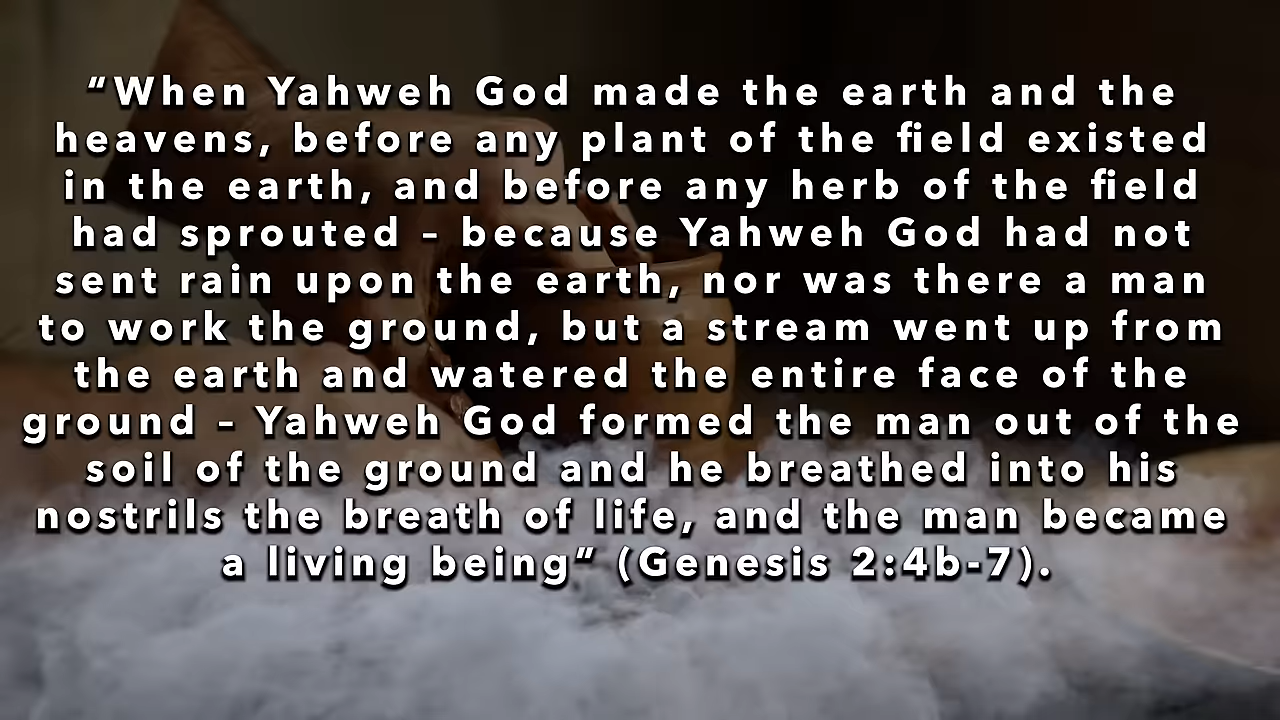 “When Yahweh God made the earth and the
heavens, before any plant of the field existed
in the earth, and before any herb of the field
had sprouted – because Yahweh God had not
sent rain upon the earth, nor was there a man
to work the ground, but a stream went up from
the earth and watered the entire face of the
ground – Yahweh God formed the man out of the
soil of the ground and he breathed into his
nostrils the breath of life, and the man became
a living being“ (Genesis 2:4b-7).